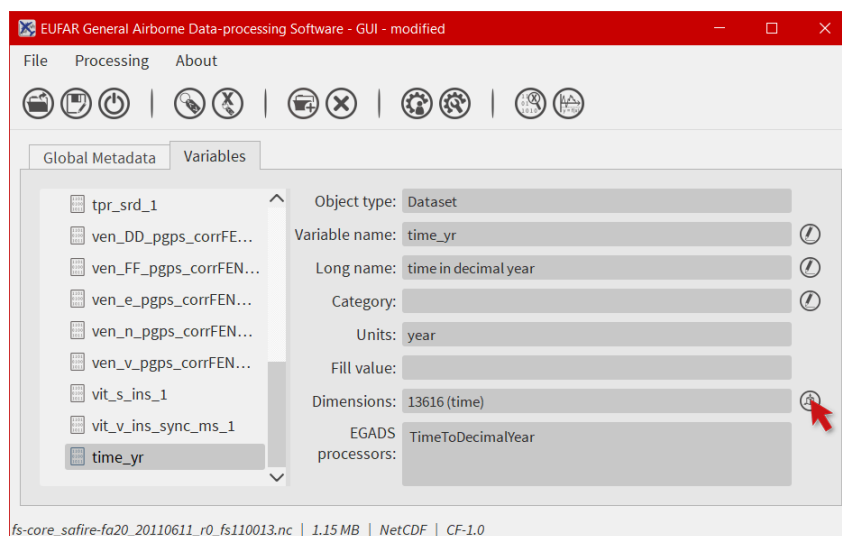 EUFAR General Airborne Data-processing Software - GUI - modified
File Processing About
Global Metadata Variables
tpr_srd_1
ven_DD_pgps_corrFE...
ven_FF_pgps_corrFEN...
ven_e_pgps_corrFEN...
ven_n_pgps_corrFEN...
ven_v_pgps_corrFEN...
vit_s_ins_1
vit_v_ins_sync_ms_1
time_yr
Object type: Dataset
Variable name: time_yr
Long name: time in decimal year
Category:
Units: year
Fill value:
Dimensions: 13616 (time)
EGADS processors: TimeToDecimalYear
fs-core_safire-fa20_20110611_r0_fs110013.nc | 1.15 MB | NetCDF | CF-1.0